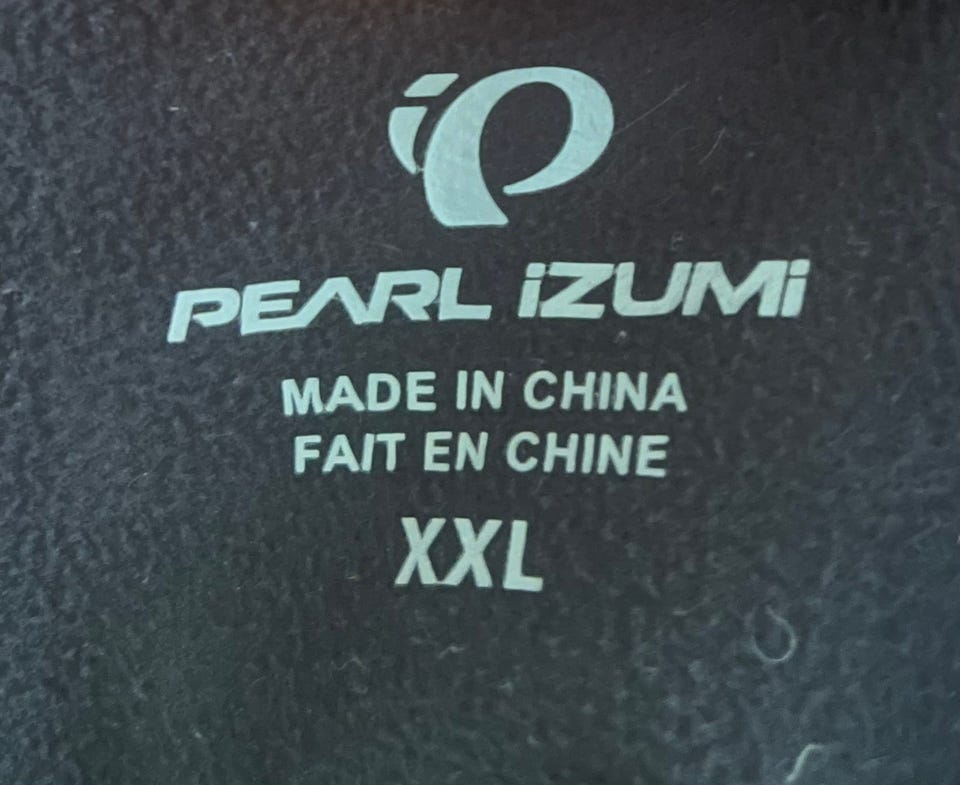 PEARL iZUMi
MADE IN CHINA
FAIT EN CHINE
XXL